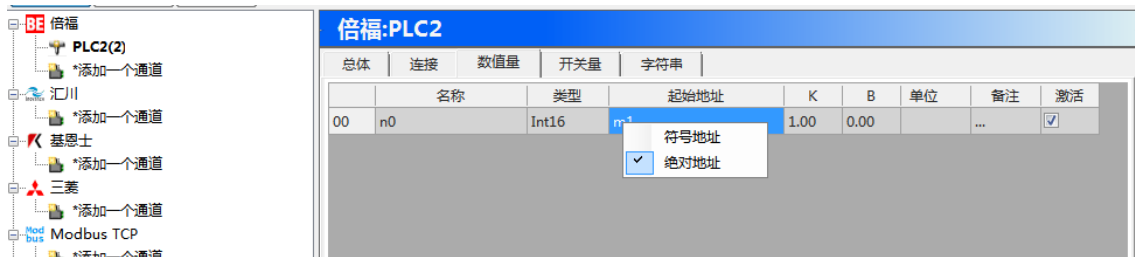 BE 倍福
PLC2(2)
*添加一个通道
汇川
*添加一个通道
基恩士
*添加一个通道
三菱
*添加一个通道
Mod bus Modbus TCP
*添加一个通道
倍福:PLC2
总体 连接 数值量 开关量 字符串
名称 类型 起始地址 K B 单位 备注 激活
00 n0 Int16 m1 1.00 0.00 ...
符号地址
绝对地址